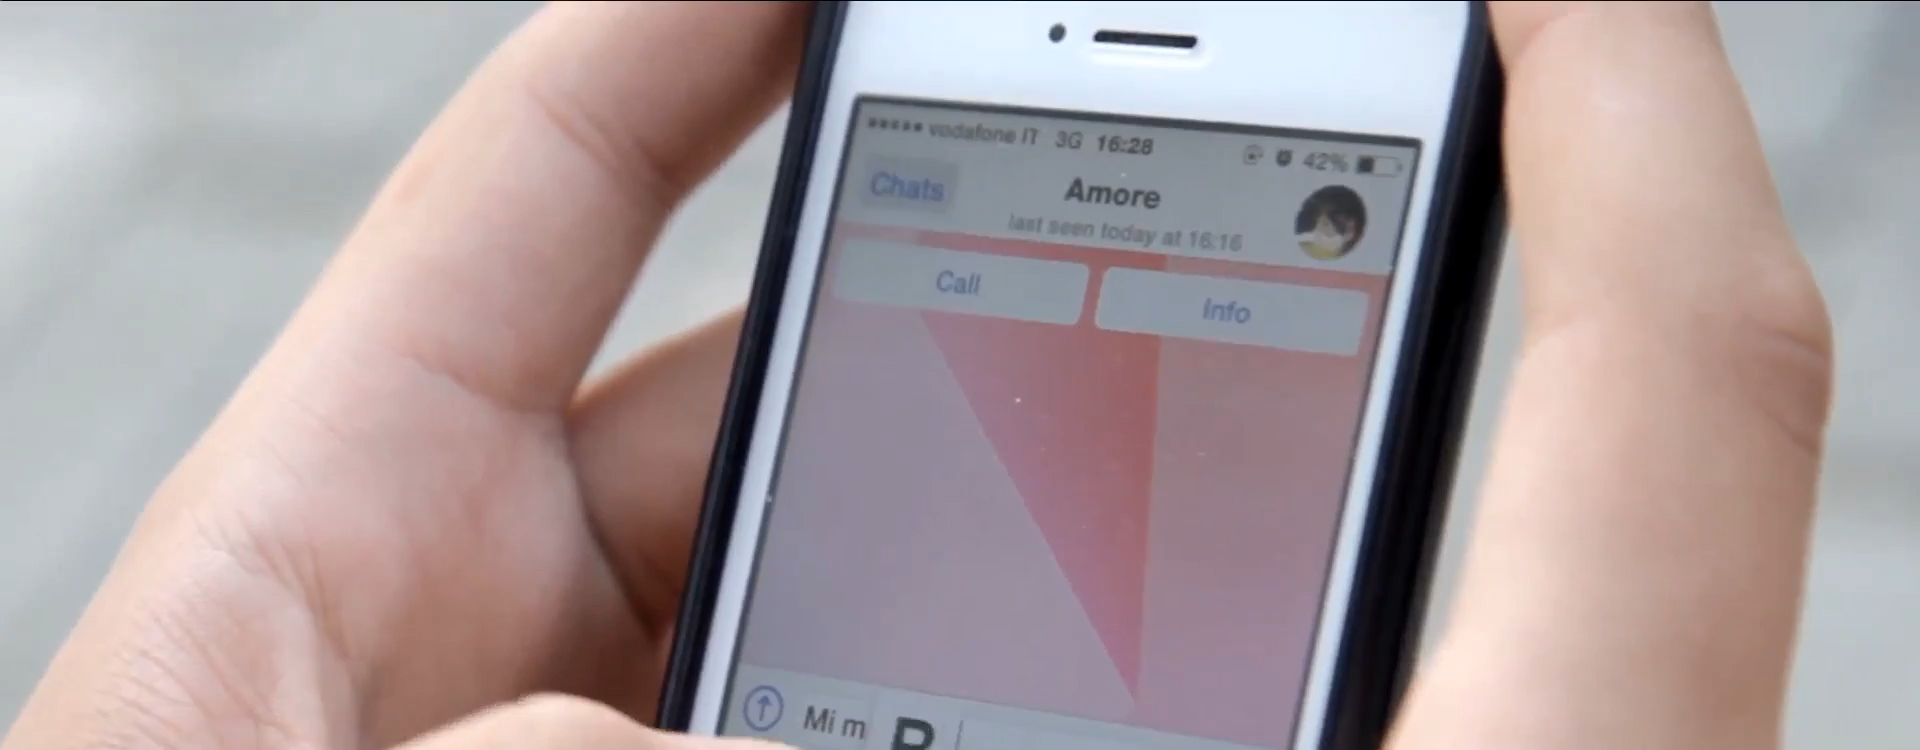 vodafone IT 3G 16:28 42%
Chats
Amore
last seen today at 16:16
Call Info
Mi m
P